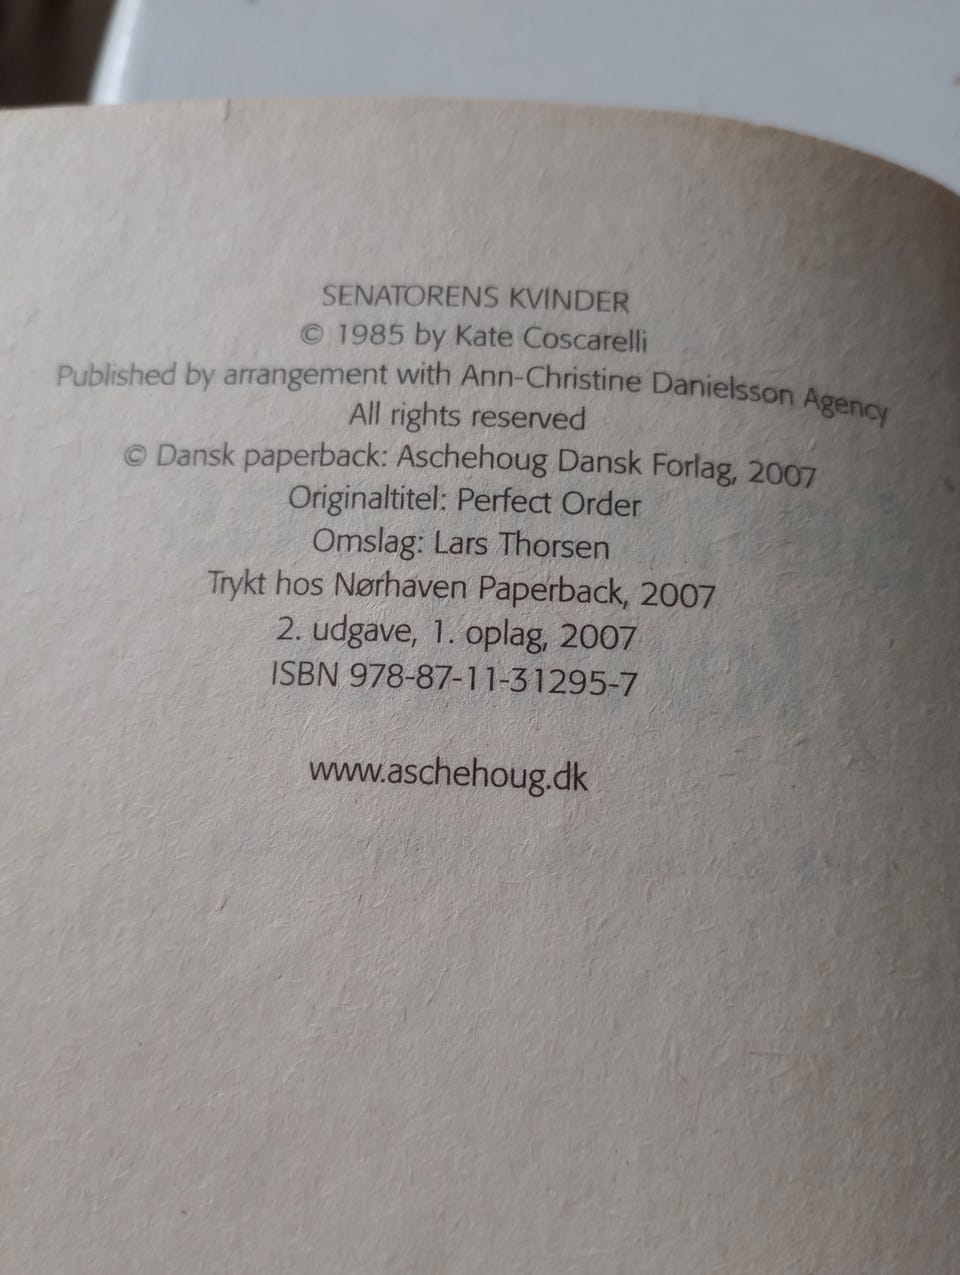 SENATORENS KVINDER
© 1985 by Kate Coscarelli
Published by arrangement with Ann-Christine Danielsson Agency
All rights reserved
© Dansk paperback: Aschehoug Dansk Forlag, 2007
Originaltitel: Perfect Order
Omslag: Lars Thorsen
Trykt hos Nørhaven Paperback, 2007
2. udgave, 1. oplag, 2007
ISBN 978-87-11-31295-7
www.aschehoug.dk